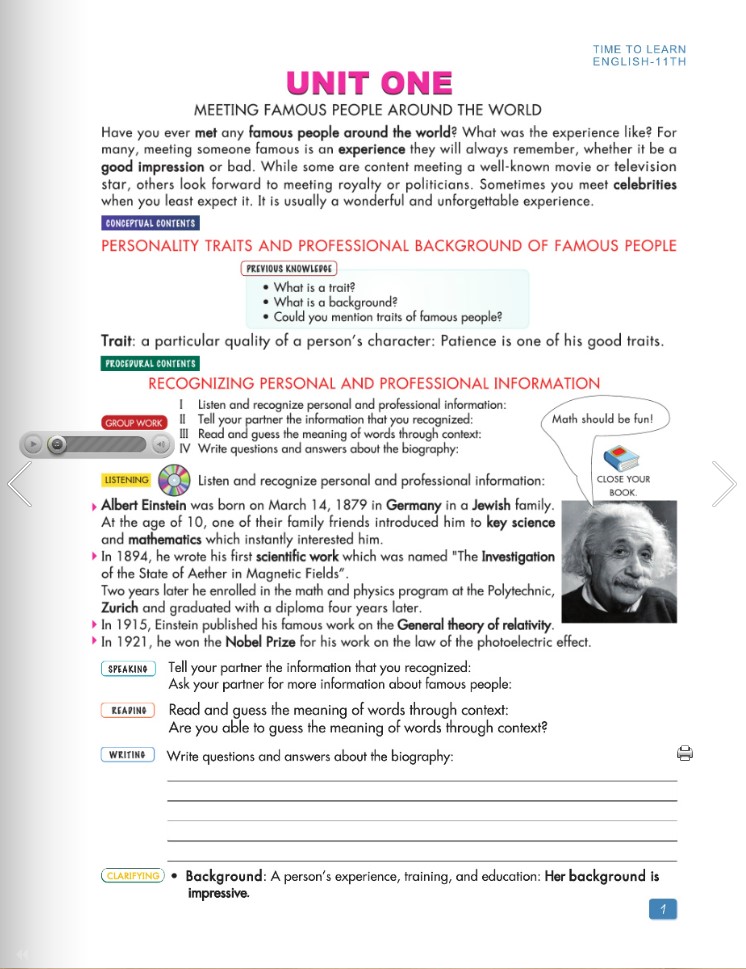 TIME TO LEARN
ENGLISH-11TH
UNIT ONE
MEETING FAMOUS PEOPLE AROUND THE WORLD
Have you ever met any famous people around the world? What was the experience like? For
many, meeting someone famous is an experience they will always remember, whether it be a
good impression or bad. While some are content meeting a well-known movie or television
star, others look forward to meeting royalty or politicians. Sometimes you meet celebrities
when you least expect it. It is usually a wonderful and unforgettable experience.
CONCEPTUAL CONTENTS
PERSONALITY TRAITS AND PROFESSIONAL BACKGROUND OF FAMOUS PEOPLE
PREVIOUS KNOWLEDGE
• What is a trait?
• What is a background?
• Could you mention traits of famous people?
Trait: a particular quality of a person's character: Patience is one of his good traits.
PROCEDURAL CONTENTS
RECOGNIZING PERSONAL AND PROFESSIONAL INFORMATION
GROUP WORK
I Listen and recognize personal and professional information:
II Tell your partner the information that you recognized:
III Read and guess the meaning of words through context:
IV Write questions and answers about the biography:
Math should be fun!
CLOSE YOUR
BOOK.
LISTENING Listen and recognize personal and professional information:
Albert Einstein was born on March 14, 1879 in Germany in a Jewish family.
At the age of 10, one of their family friends introduced him to key science
and mathematics which instantly interested him.
In 1894, he wrote his first scientific work which was named "The Investigation
of the State of Aether in Magnetic Fields".
Two years later he enrolled in the math and physics program at the Polytechnic,
Zurich and graduated with a diploma four years later.
In 1915, Einstein published his famous work on the General theory of relativity.
In 1921, he won the Nobel Prize for his work on the law of the photoelectric effect.
SPEAKING Tell your partner the information that you recognized:
Ask your partner for more information about famous people:
READING Read and guess the meaning of words through context:
Are you able to guess the meaning of words through context?
WRITING Write questions and answers about the biography:
CLARIFYING • Background: A person's experience, training, and education: Her background is
impressive.
1